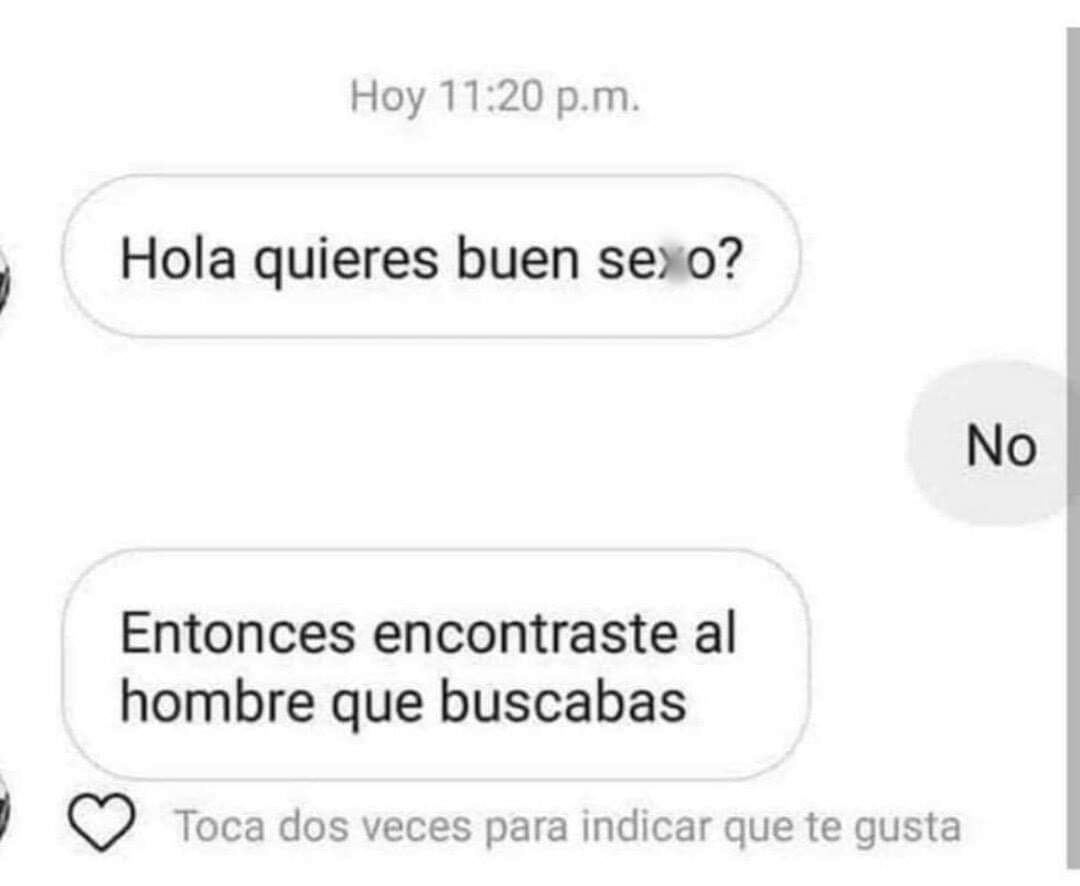 Hoy 11:20 p.m.
Hola quieres buen sexo?
No
Entonces encontraste al
hombre que buscabas
Toca dos veces para indicar que te gusta